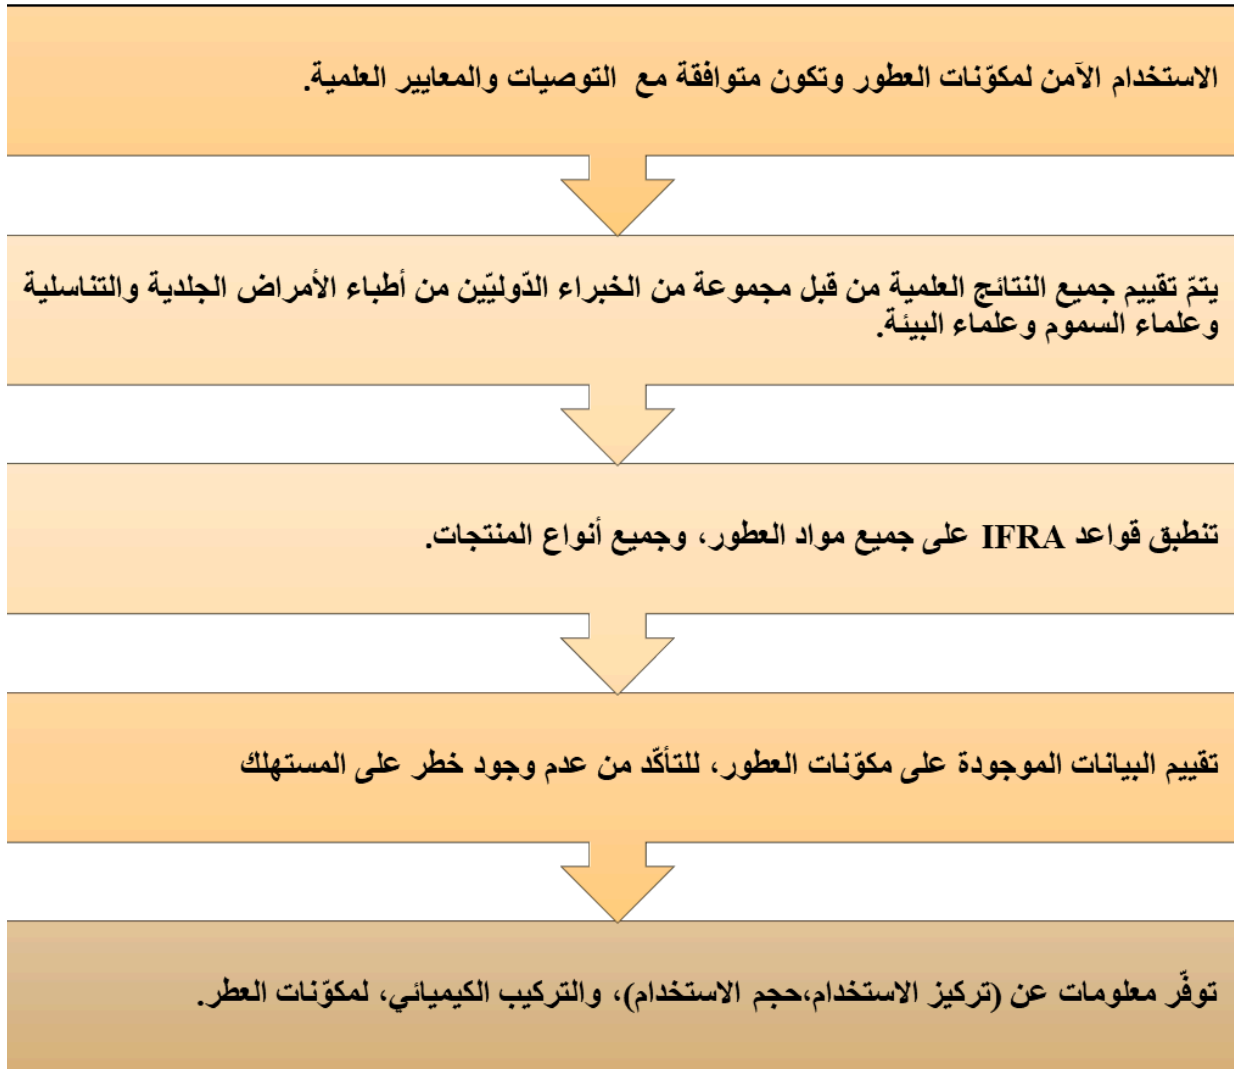 الاستخدام الآمن لمكوّنات العطور وتكون متوافقة مع التوصيات والمعايير العلمية.
يتمّ تقييم جميع النتائج العلمية من قبل مجموعة من الخبراء الدّوليّين من أطباء الأمراض الجلدية والتناسلية
وعلماء السموم وعلماء البيئة.
تنطبق قواعد IFRA على جميع مواد العطور، وجميع أنواع المنتجات.
تقييم البيانات الموجودة على مكوّنات العطور، للتأكّد من عدم وجود خطر على المستهلك
توفّر معلومات عن (تركيز الاستخدام،حجم الاستخدام)، والتركيب الكيميائي، لمكوّنات العطر.